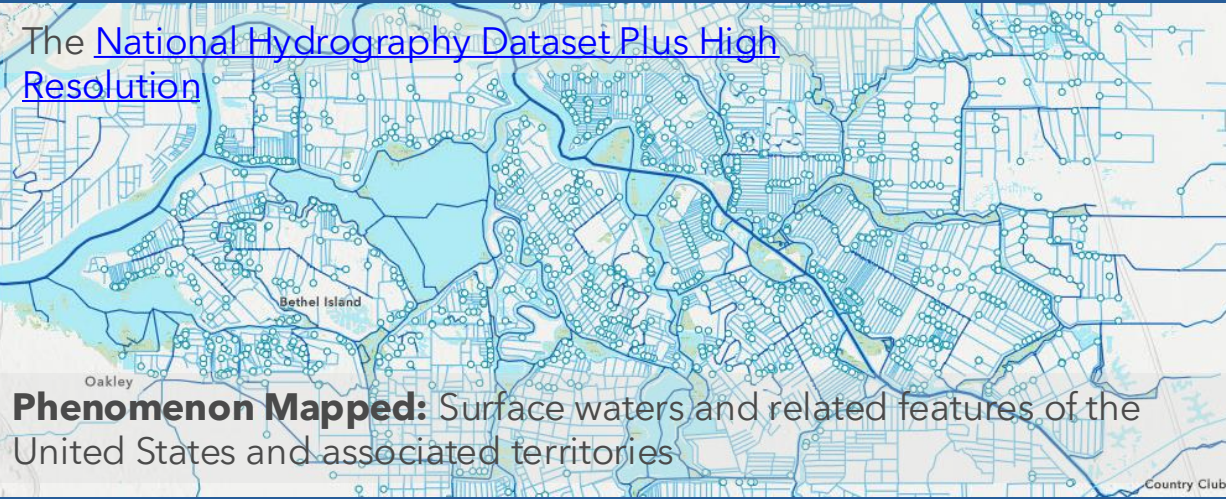 The National Hydrography Dataset Plus High
Resolution
Bethel Island
Oakley
Phenomenon Mapped: Surface waters and related features of the
United States and associated territories
Country Club